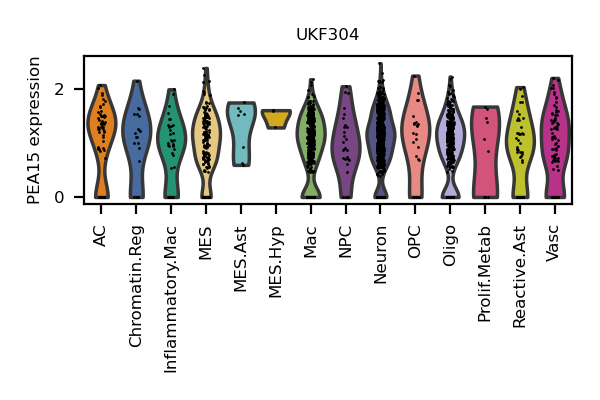 UKF304
PEA15 expression
2
0
AC
Chromatin.Reg
Inflammatory.Mac
MES
MES.Ast
MES.Hyp
Mac
NPC
Neuron
OPC
Oligo
Prolif.Metab
Reactive.Ast
Vasc